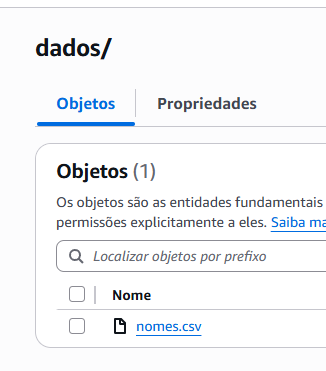 dados/
Objetos
Propriedades
Objetos (1)
Os objetos são as entidades fundamentais
permissões explicitamente a eles. Saiba ma
Localizar objetos por prefixo
Nome
nomes.csv